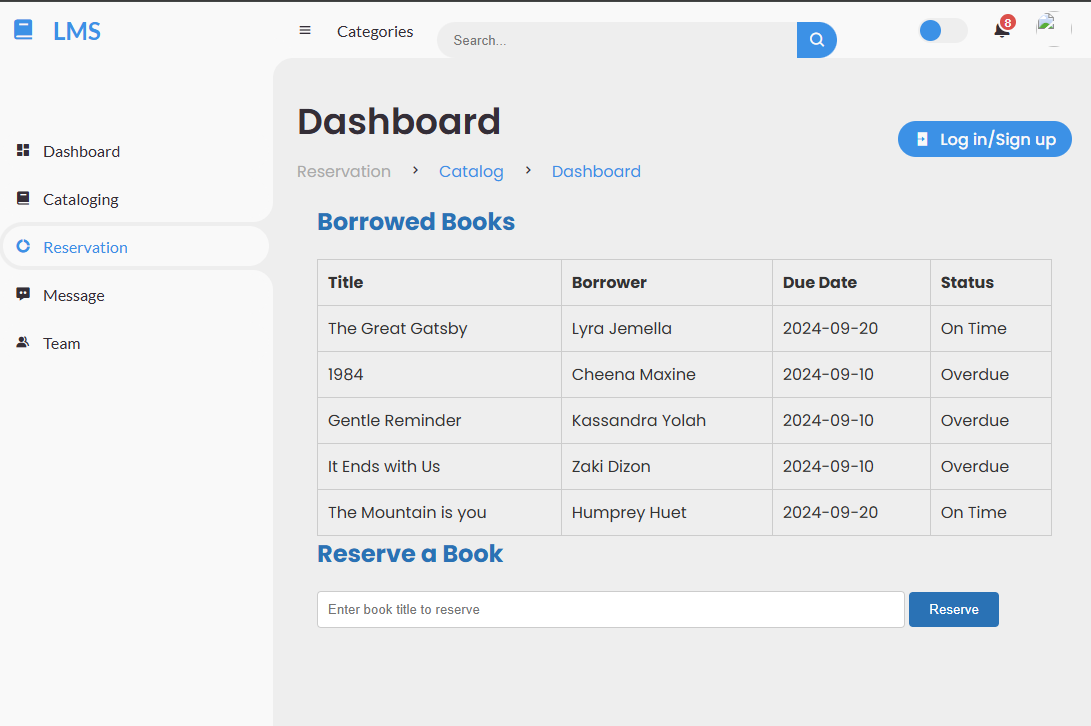 LMS
Categories
Search...
8
Dashboard
Cataloging
Reservation
Message
Team
Dashboard
Log in/Sign up
Reservation > Catalog > Dashboard
Borrowed Books
Title Borrower Due Date Status
The Great Gatsby Lyra Jemella 2024-09-20 On Time
1984 Cheena Maxine 2024-09-10 Overdue
Gentle Reminder Kassandra Yolah 2024-09-10 Overdue
It Ends with Us Zaki Dizon 2024-09-10 Overdue
The Mountain is you Humprey Huet 2024-09-20 On Time
Reserve a Book
Enter book title to reserve
Reserve